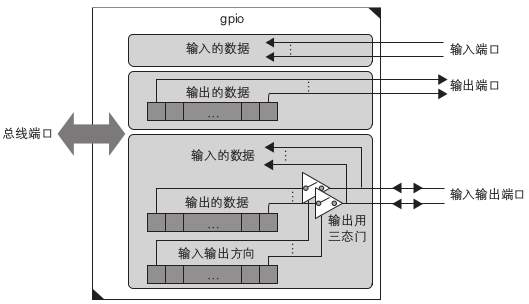 gpio
输入的数据
输入端口
输出的数据
输出端口
…
总线端口
输入的数据
输入输出端口
输出的数据
输出用
三态门
…
输入输出方向
…